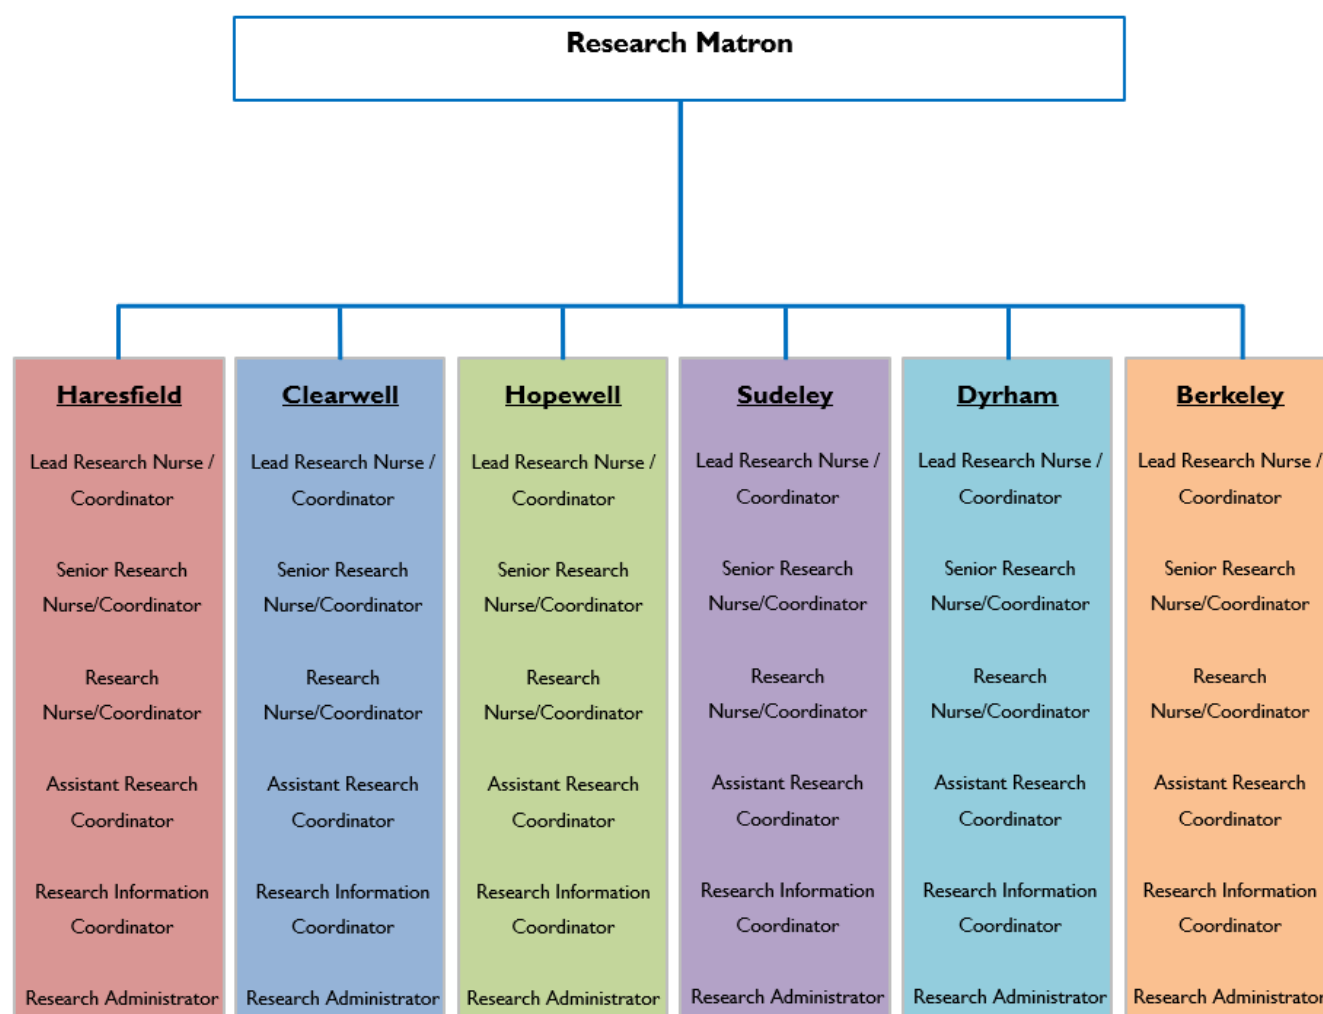 Research Matron
Haresfield
Lead Research Nurse /
Coordinator
Senior Research
Nurse/Coordinator
Research
Nurse/Coordinator
Assistant Research
Coordinator
Research Information
Coordinator
Research Administrator
Clearwell
Lead Research Nurse /
Coordinator
Senior Research
Nurse/Coordinator
Research
Nurse/Coordinator
Assistant Research
Coordinator
Research Information
Coordinator
Research Administrator
Hopewell
Lead Research Nurse /
Coordinator
Senior Research
Nurse/Coordinator
Research
Nurse/Coordinator
Assistant Research
Coordinator
Research Information
Coordinator
Research Administrator
Sudeley
Lead Research Nurse /
Coordinator
Senior Research
Nurse/Coordinator
Research
Nurse/Coordinator
Assistant Research
Coordinator
Research Information
Coordinator
Research Administrator
Dyrham
Lead Research Nurse /
Coordinator
Senior Research
Nurse/Coordinator
Research
Nurse/Coordinator
Assistant Research
Coordinator
Research Information
Coordinator
Research Administrator
Berkeley
Lead Research Nurse /
Coordinator
Senior Research
Nurse/Coordinator
Research
Nurse/Coordinator
Assistant Research
Coordinator
Research Information
Coordinator
Research Administrator